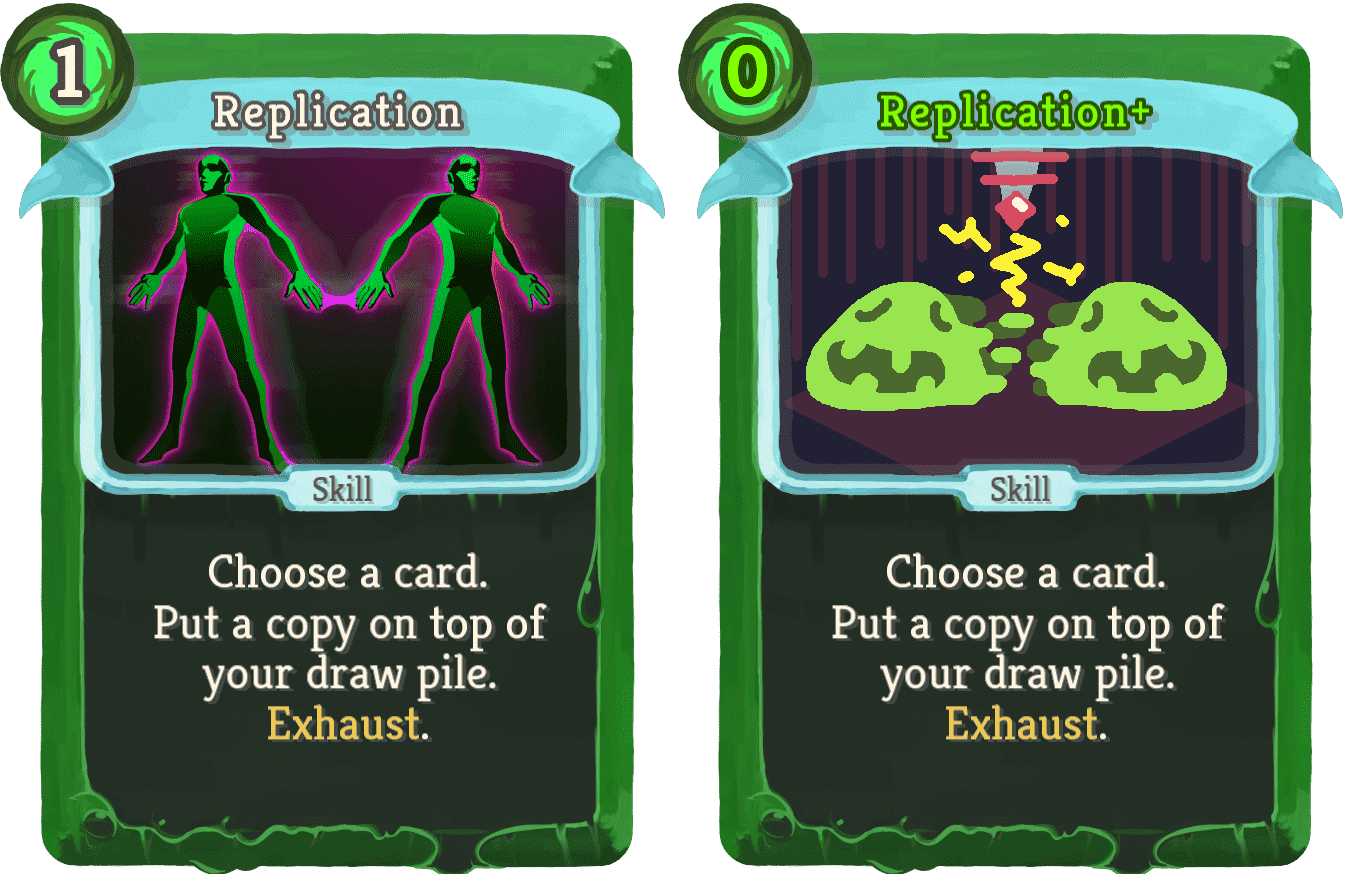 1
Replication
Skill
Choose a card.
Put a copy on top of
your draw pile.
Exhaust.
0
Replication+
Skill
Choose a card.
Put a copy on top of
your draw pile.
Exhaust.